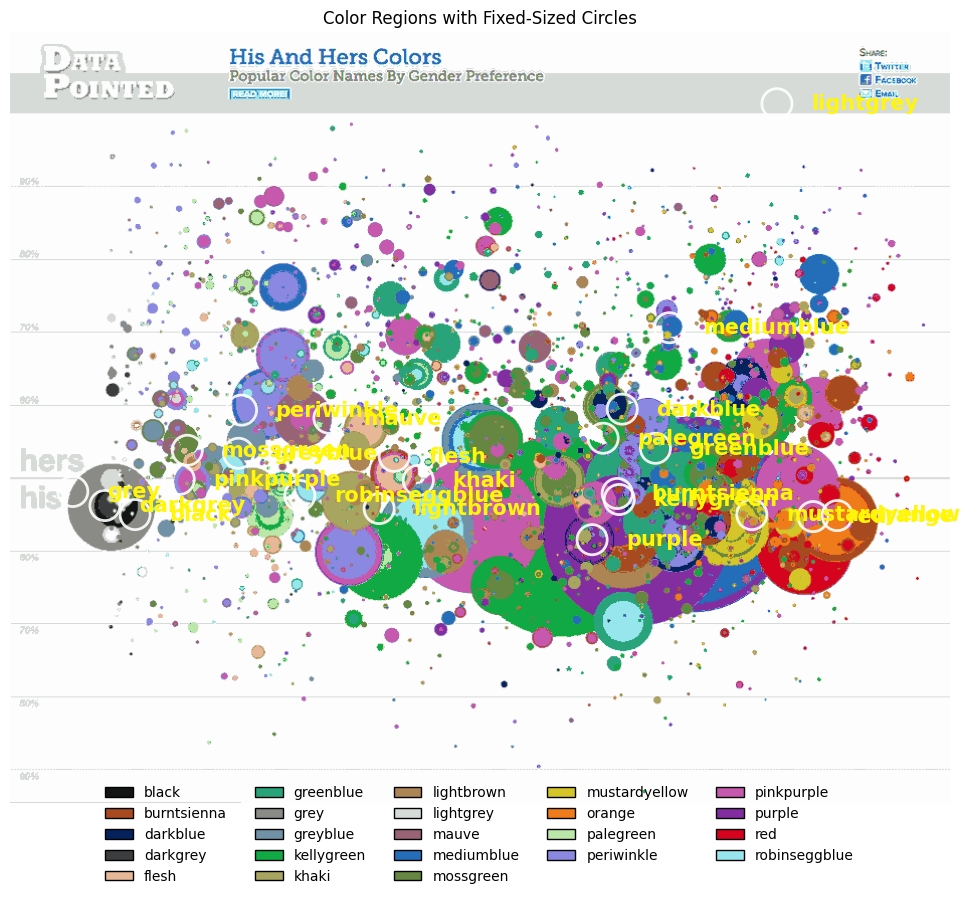 Color Regions with Fixed-Sized Circles
DATA
POINTED
His And Hers Colors
Popular Color Names By Gender Preference
READ MORE!
SHARE:
TWITTER
FACEBOOK
EMAIL
lightgrey
90%
80%
70%
mediumblue
60%
periwinkle
darkblue
mauve
palegreen
mossgreen
greyblue
greenblue
hers
flesh
pinkpurple
khaki
his
grey
robinseggblue
burntsienna
kellygreen
darkgrey
lightbrown
black
mustardyellow
red
orange
purple
60%
70%
80%
90%
black
burntsienna
darkblue
darkgrey
flesh
greenblue
grey
greyblue
kellygreen
khaki
lightbrown
lightgrey
mauve
mediumblue
mossgreen
mustardyellow
orange
palegreen
periwinkle
pinkpurple
purple
red
robinseggblue